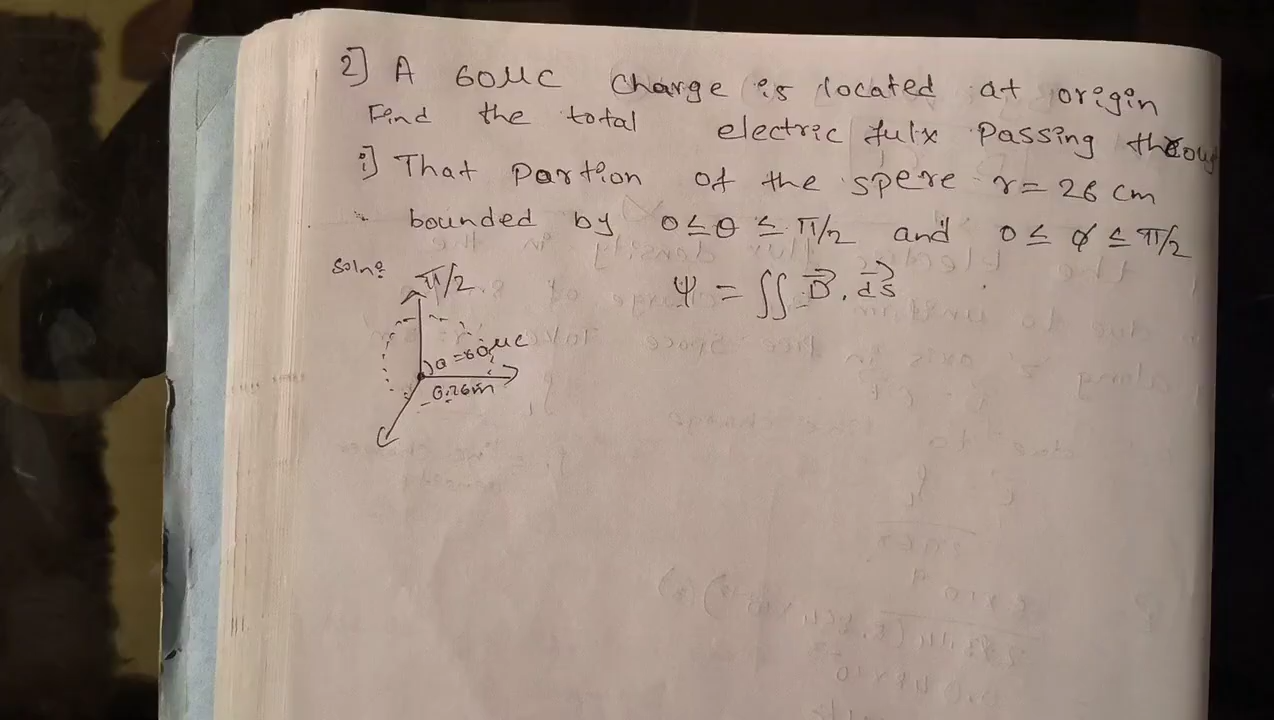 2] A 60μC charge is located at origin
Find the total electric fulx passing throug
i] That portion of the spere r = 26 cm
bounded by 0 ≤ θ ≤ π/2 and 0 ≤ ϕ ≤ π/2
Soln:
π/2
Ψ = ∬ D⃗ . ds⃗
Q = 60μC
0.26m